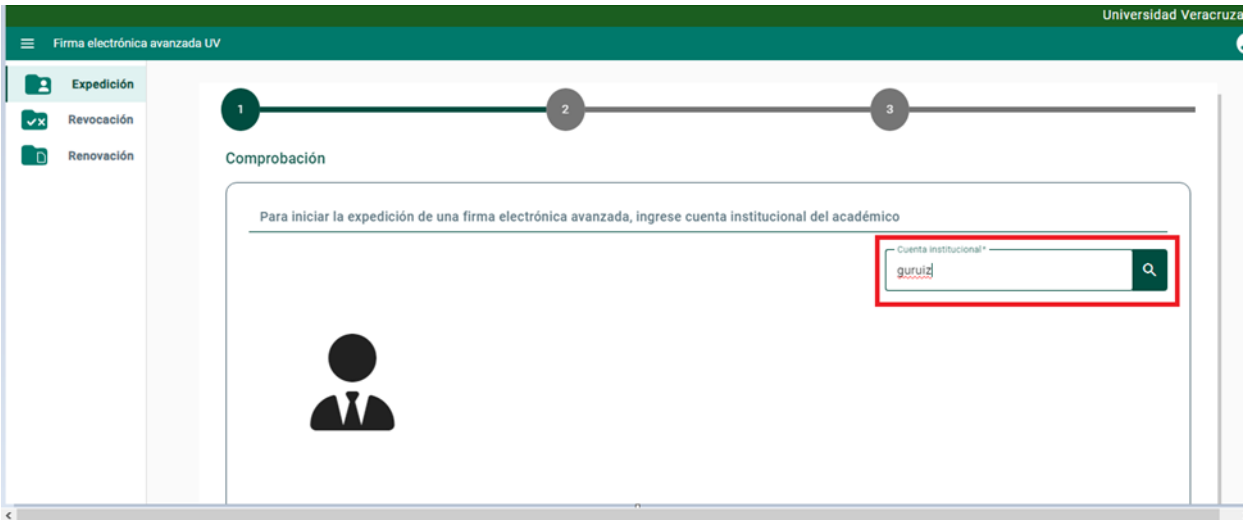 Universidad Veracruza
Firma electrónica avanzada UV
Expedición
Revocación
Renovación
1
2
3
Comprobación
Para iniciar la expedición de una firma electrónica avanzada, ingrese cuenta institucional del académico
Cuenta institucional*
guruiz